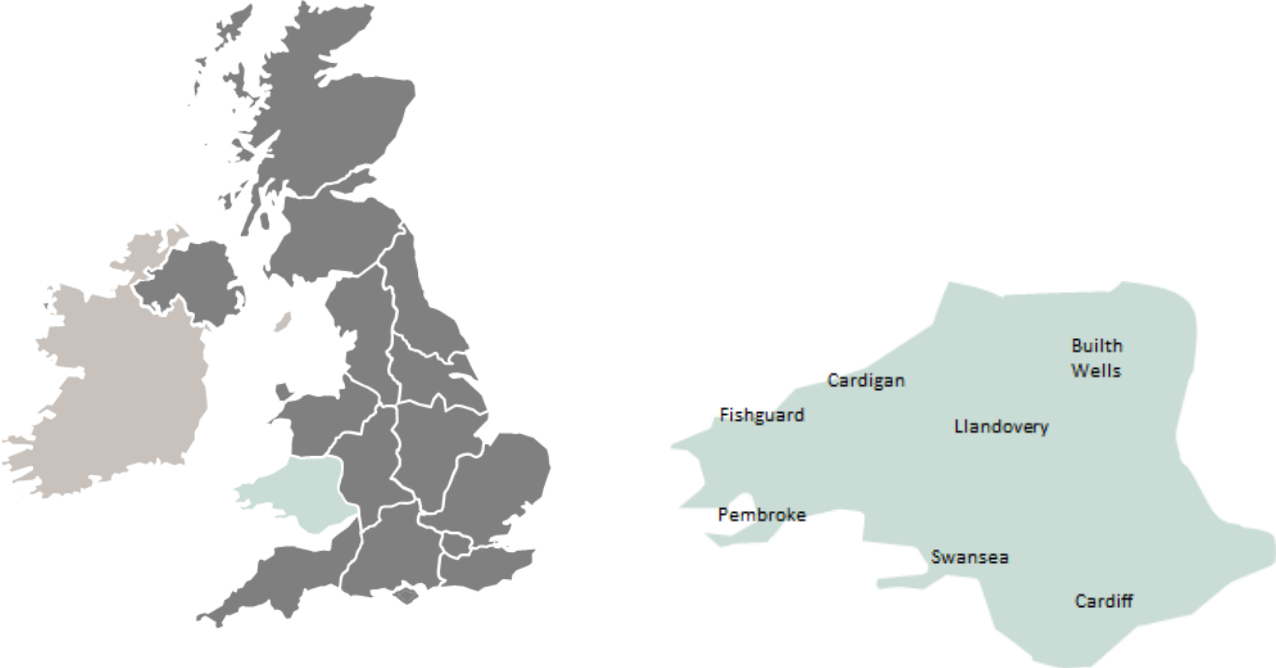 Builth
Wells
Cardigan
Fishguard
Llandovery
Pembroke
Swansea
Cardiff